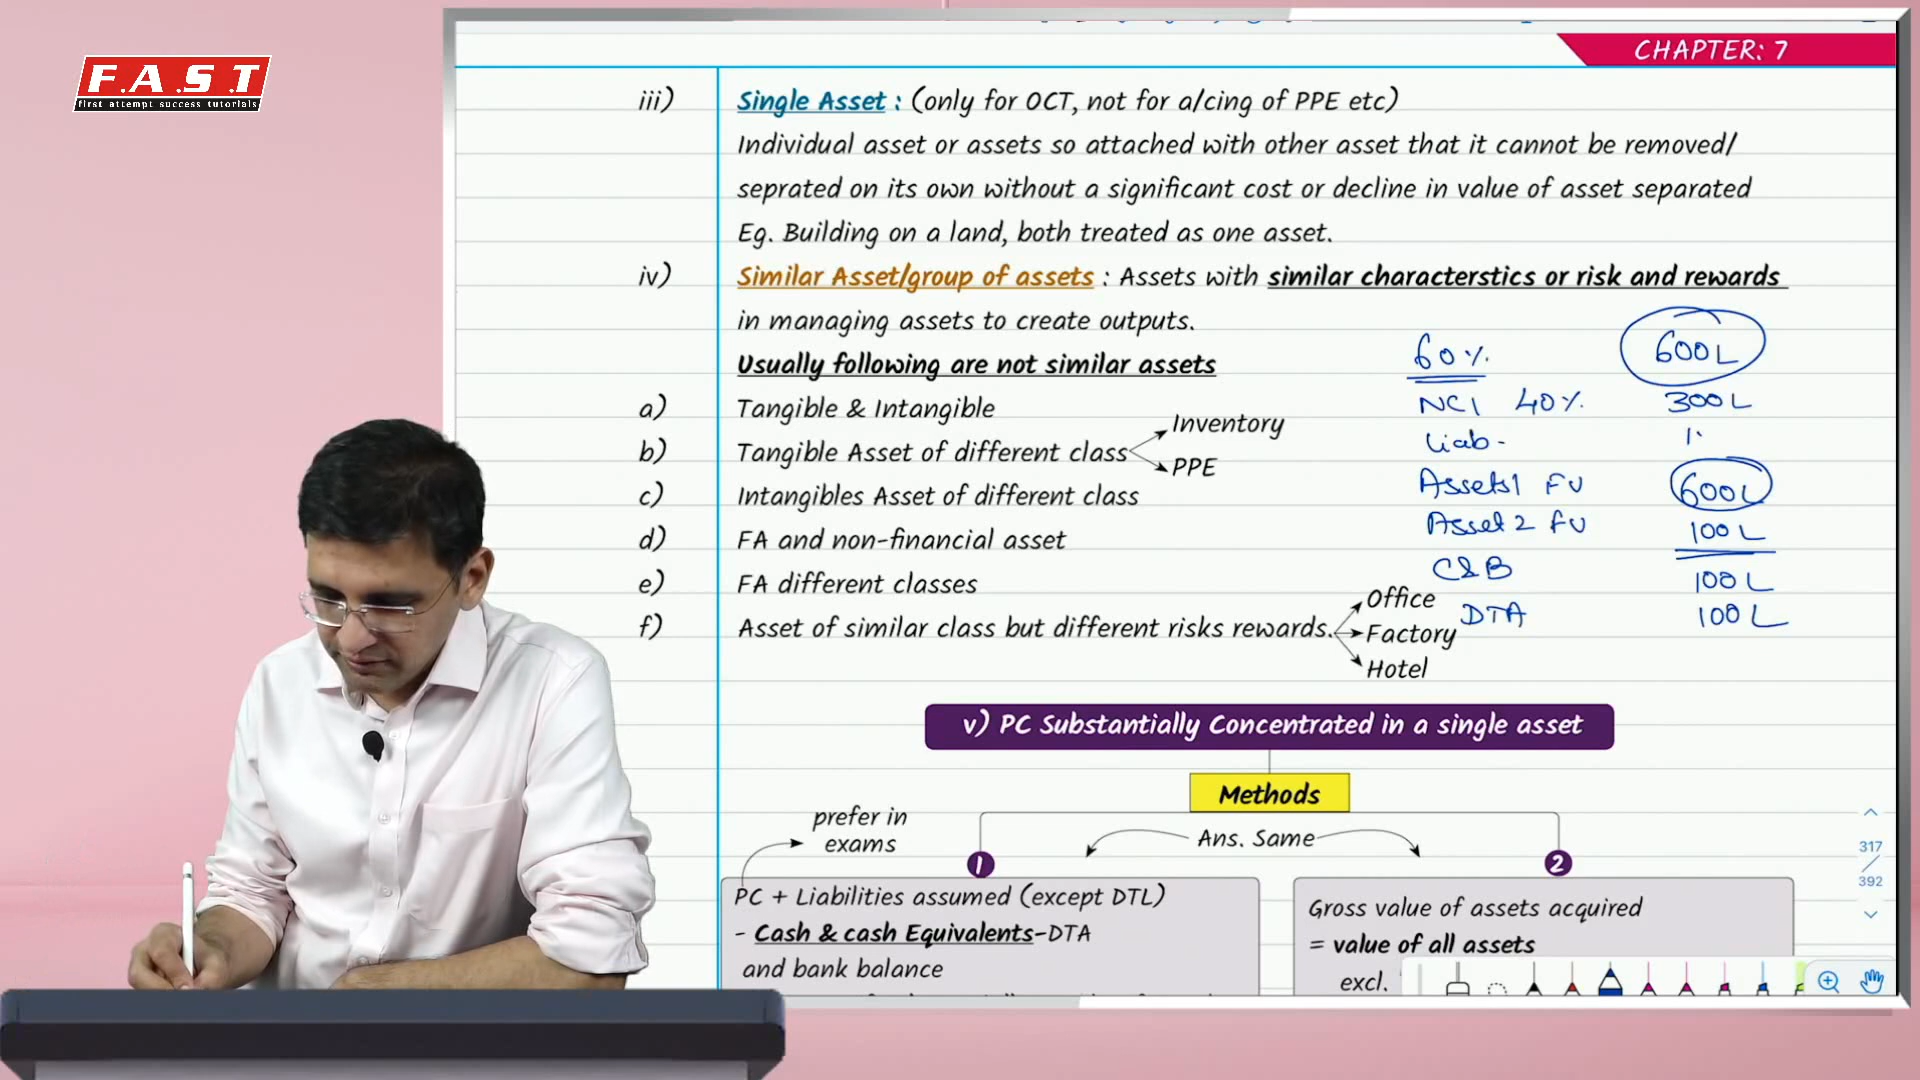 F.A.S.T
first attempt success tutorials
CHAPTER: 7
iii) Single Asset : (only for OCT, not for a/cing of PPE etc)
Individual asset or assets so attached with other asset that it cannot be removed/
seprated on its own without a significant cost or decline in value of asset separated
Eg. Building on a land, both treated as one asset.
iv) Similar Asset/group of assets : Assets with similar characterstics or risk and rewards
in managing assets to create outputs.
Usually following are not similar assets
a) Tangible & Intangible
b) Tangible Asset of different class
Inventory
PPE
c) Intangibles Asset of different class
d) FA and non-financial asset
e) FA different classes
f) Asset of similar class but different risks rewards.
Office
Factory
Hotel
60% 600L
NCI 40% 300L
Liab - 1
Assets1 FV 600L
Asset 2 FV 100L
C&B 100L
DTA 100L
v) PC Substantially Concentrated in a single asset
Methods
prefer in
exams
Ans. Same
1
2
PC + Liabilities assumed (except DTL)
- Cash & cash Equivalents-DTA
and bank balance
Gross value of assets acquired
= value of all assets
excl.
317
392